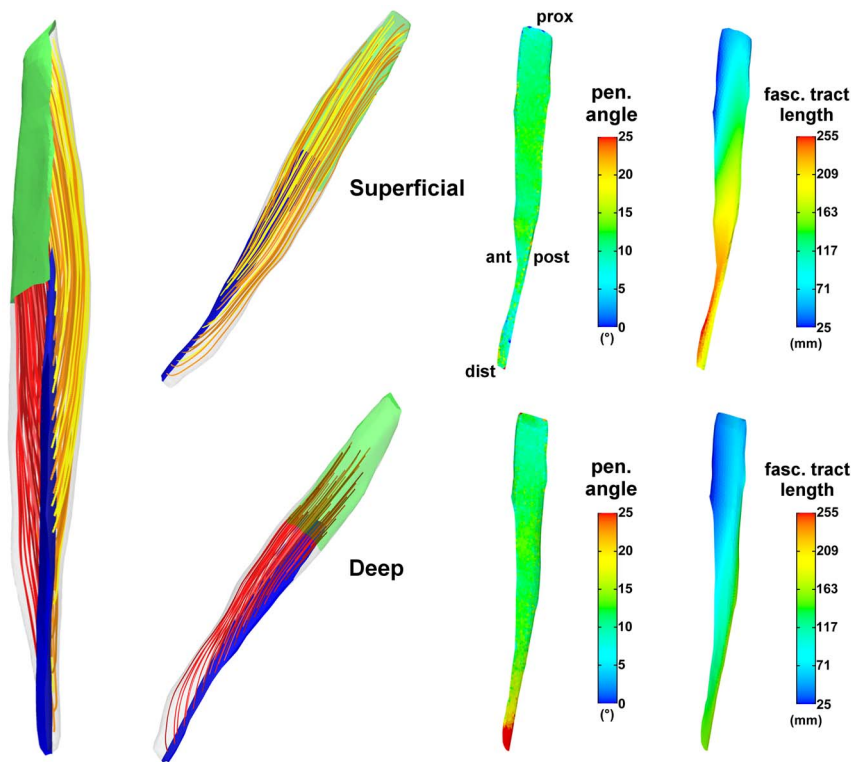 prox
pen.
angle
25
20
15
10
5
0
(°)
fasc. tract
length
255
209
163
117
71
25
(mm)
Superficial
ant
post
dist
pen.
angle
25
20
15
10
5
0
(°)
fasc. tract
length
255
209
163
117
71
25
(mm)
Deep